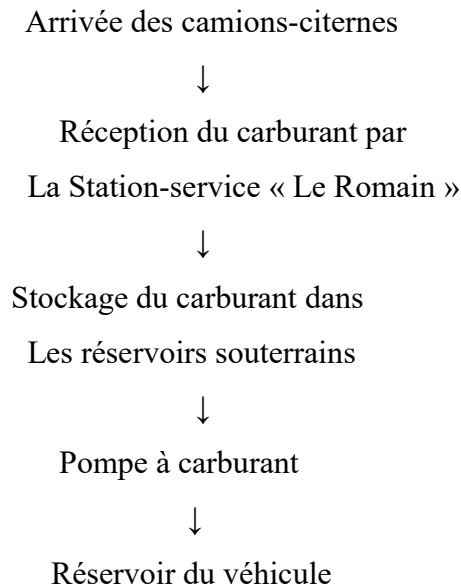 Arrivée des camions-citernes
↓
Réception du carburant par
La Station-service « Le Romain »
↓
Stockage du carburant dans
Les réservoirs souterrains
↓
Pompe à carburant
↓
Réservoir du véhicule